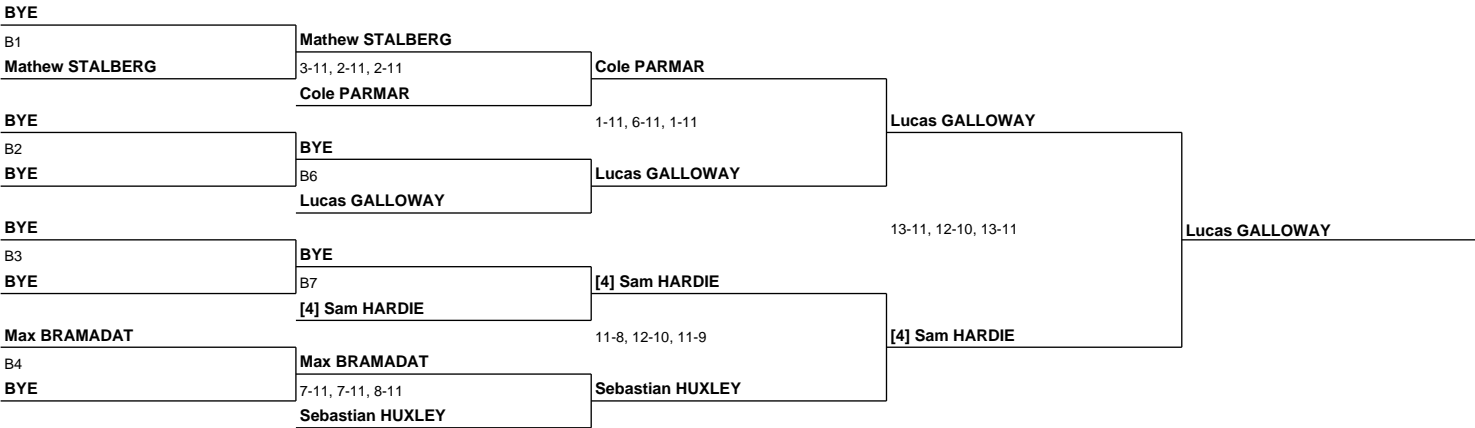 BYE
B1
Mathew STALBERG
Mathew STALBERG
3-11, 2-11, 2-11
Cole PARMAR
Cole PARMAR
BYE
B2
BYE
BYE
B6
Lucas GALLOWAY
1-11, 6-11, 1-11
Lucas GALLOWAY
Lucas GALLOWAY
BYE
B3
BYE
BYE
B7
[4] Sam HARDIE
[4] Sam HARDIE
13-11, 12-10, 13-11
Lucas GALLOWAY
Max BRAMADAT
B4
BYE
Max BRAMADAT
7-11, 7-11, 8-11
Sebastian HUXLEY
11-8, 12-10, 11-9
Sebastian HUXLEY
[4] Sam HARDIE